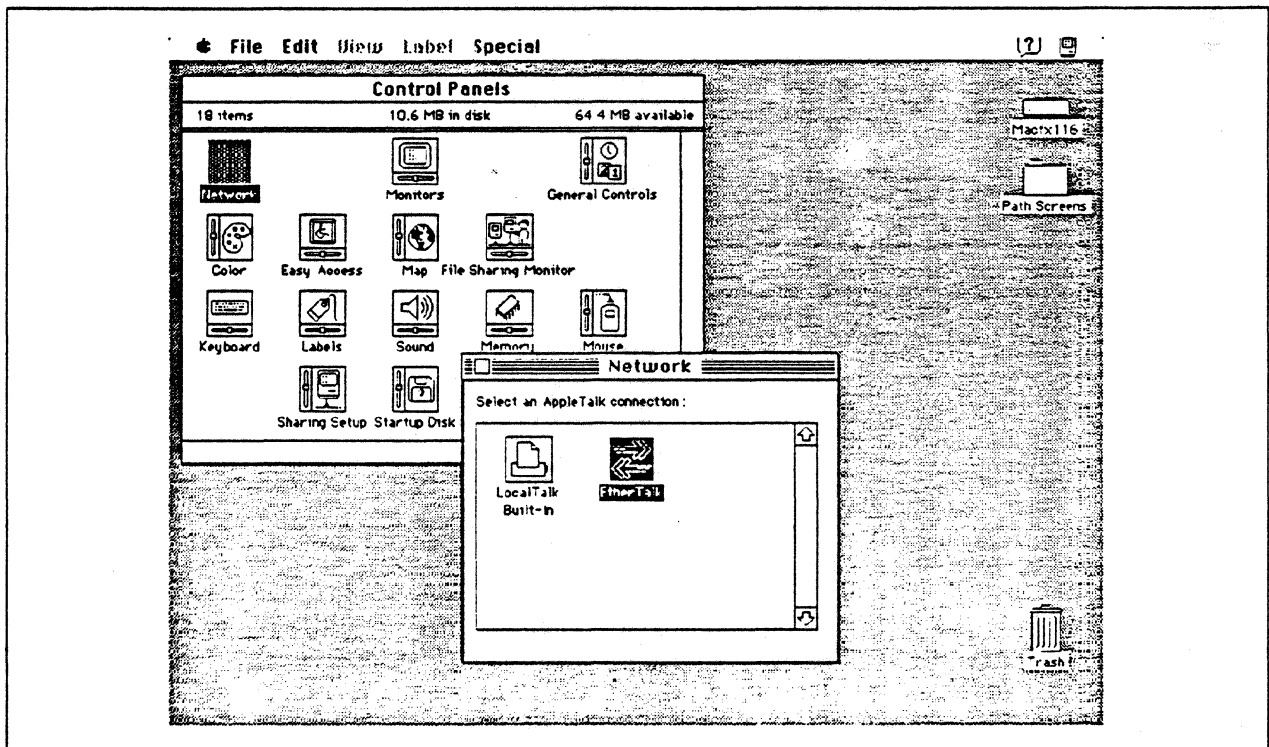 File Edit View Label Special
Control Panels
18 items 10.6 MB in disk 64.4 MB available
Network Monitors General Controls
Color Easy Access Map File Sharing Monitor
Keyboard Labels Sound Memory Mouse
Sharing Setup Startup Disk
Network
Select an AppleTalk connection:
LocalTalk
Built-In
EtherTalk
Macfx116
Path Screens
Trash